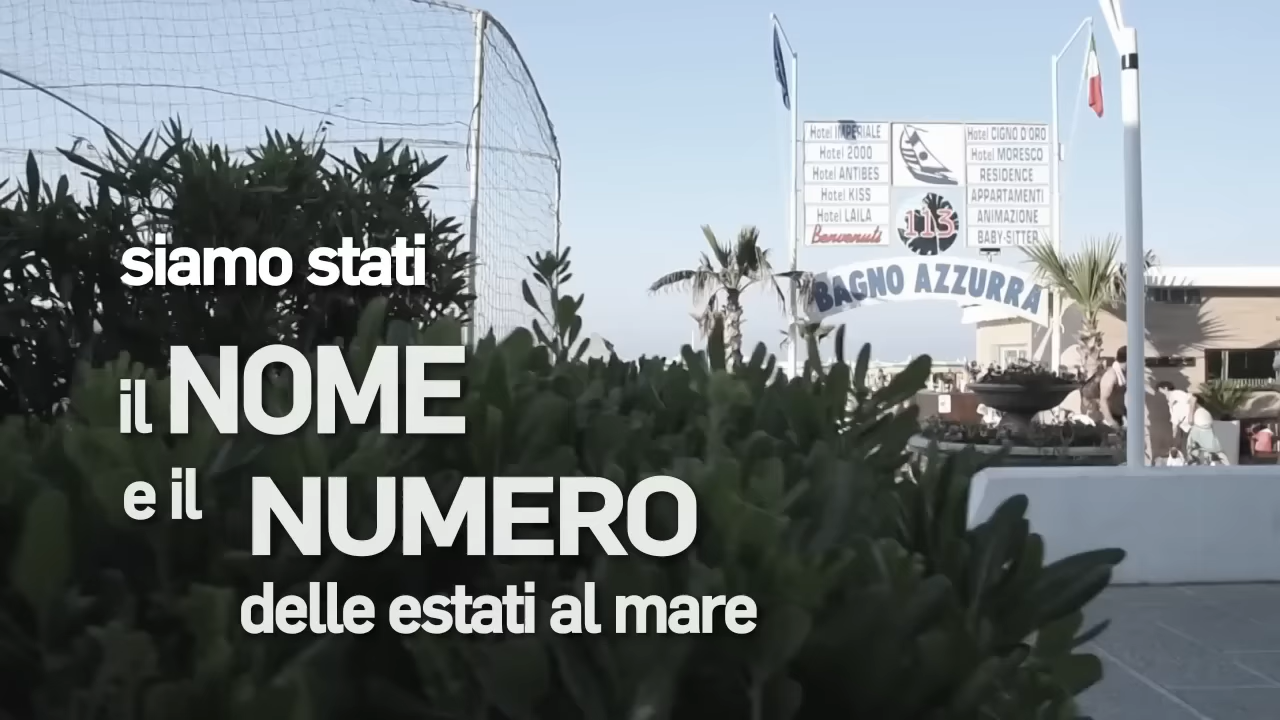 siamo stati
il NOME
e il NUMERO
delle estati al mare
Hotel IMPERIALE
Hotel 2000
Hotel ANTIBES
Hotel KISS
Hotel LAILA
Benvenuti
113
Hotel CIGNO D'ORO
Hotel MORESCO
RESIDENCE
APPARTAMENTI
ANIMAZIONE
BABY-SITTER
BAGNO AZZURRA